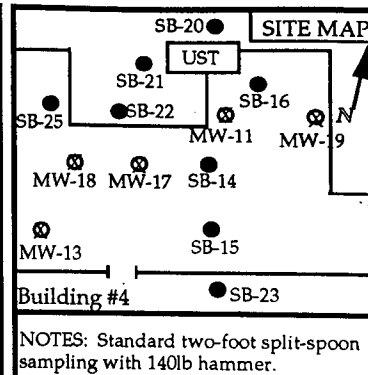 SB-20
SITE MAP
UST
SB-21
SB-16
SB-22
SB-25
MW-11
MW-19
N
MW-18
MW-17
SB-14
MW-13
SB-15
Building #4
SB-23
NOTES: Standard two-foot split-spoon
sampling with 140lb hammer.